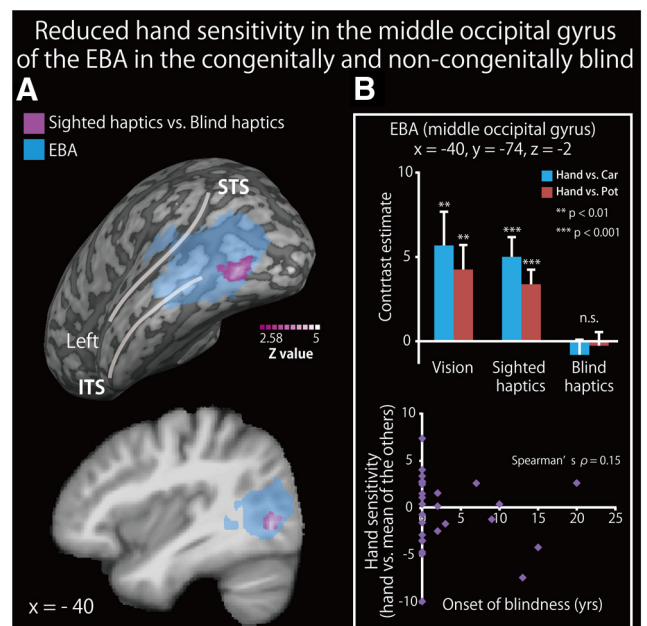 Reduced hand sensitivity in the middle occipital gyrus
of the EBA in the congenitally and non-congenitally blind
A
Sighted haptics vs. Blind haptics
EBA
STS
Left
ITS
2.58 5
Z value
x = - 40
B
EBA (middle occipital gyrus)
x = -40, y = -74, z = -2
Contrtast estimate
10
5
0
Hand vs. Car
Hand vs. Pot
** p < 0.01
*** p < 0.001
**
**
***
***
n.s.
Vision
Sighted
haptics
Blind
haptics
Hand sensitivity
(hand vs. mean of the others)
10
5
0
-5
-10
Spearman' s ρ = 0.15
0 5 10 15 20 25
Onset of blindness (yrs)